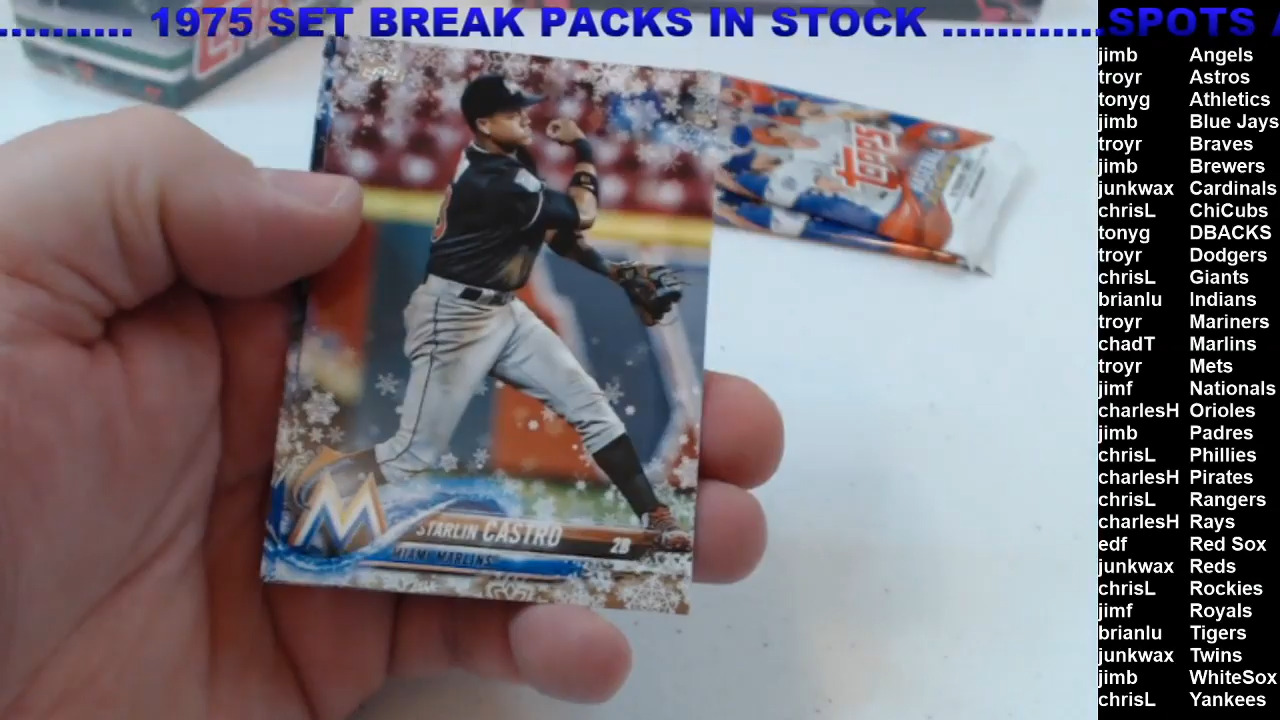 .......... 1975 SET BREAK PACKS IN STOCK ............SPOTS
jimb Angels
troyr Astros
tonyg Athletics
jimb Blue Jays
troyr Braves
jimb Brewers
junkwax Cardinals
chrisL ChiCubs
tonyg DBACKS
troyr Dodgers
chrisL Giants
brianlu Indians
troyr Mariners
chadT Marlins
troyr Mets
jimf Nationals
charlesH Orioles
jimb Padres
chrisL Phillies
charlesH Pirates
chrisL Rangers
charlesH Rays
edf Red Sox
junkwax Reds
chrisL Rockies
jimf Royals
brianlu Tigers
junkwax Twins
jimb WhiteSox
chrisL Yankees
TOPPS
M
STARLIN CASTRO 2B
MIAMI MARLINS